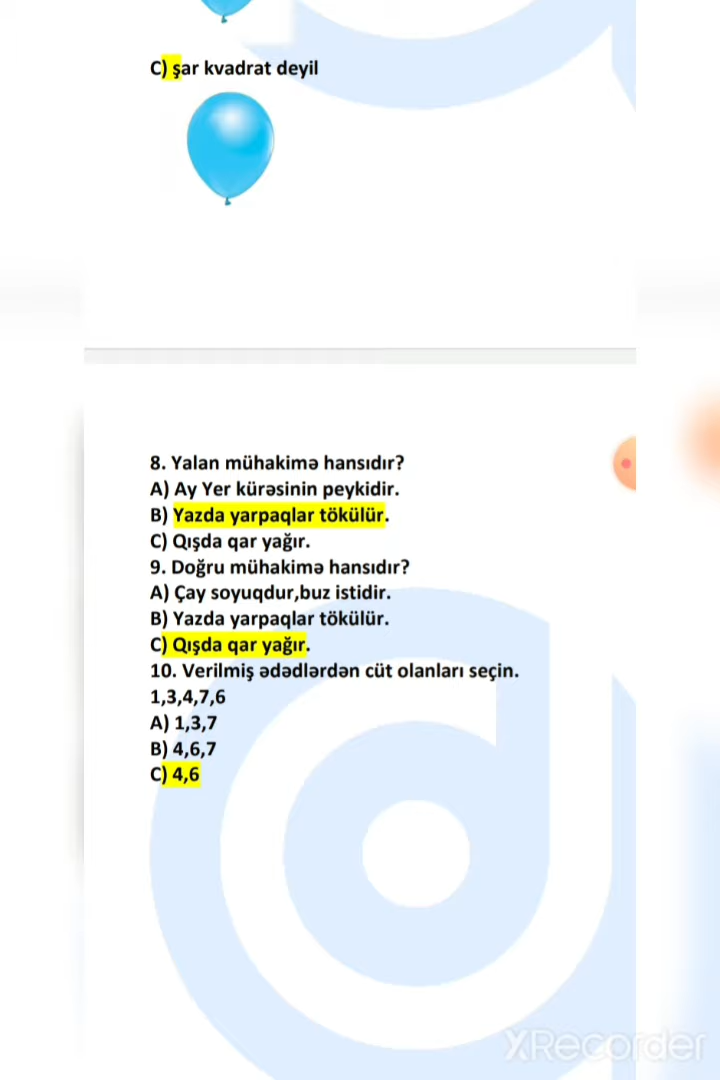 C) şar kvadrat deyil
8. Yalan mühakimə hansıdır?
A) Ay Yer kürəsinin peykidir.
B) Yazda yarpaqlar tökülür.
C) Qışda qar yağır.
9. Doğru mühakimə hansıdır?
A) Çay soyuqdur,buz istidir.
B) Yazda yarpaqlar tökülür.
C) Qışda qar yağır.
10. Verilmiş ədədlərdən cüt olanları seçin.
1,3,4,7,6
A) 1,3,7
B) 4,6,7
C) 4,6
XRecorder